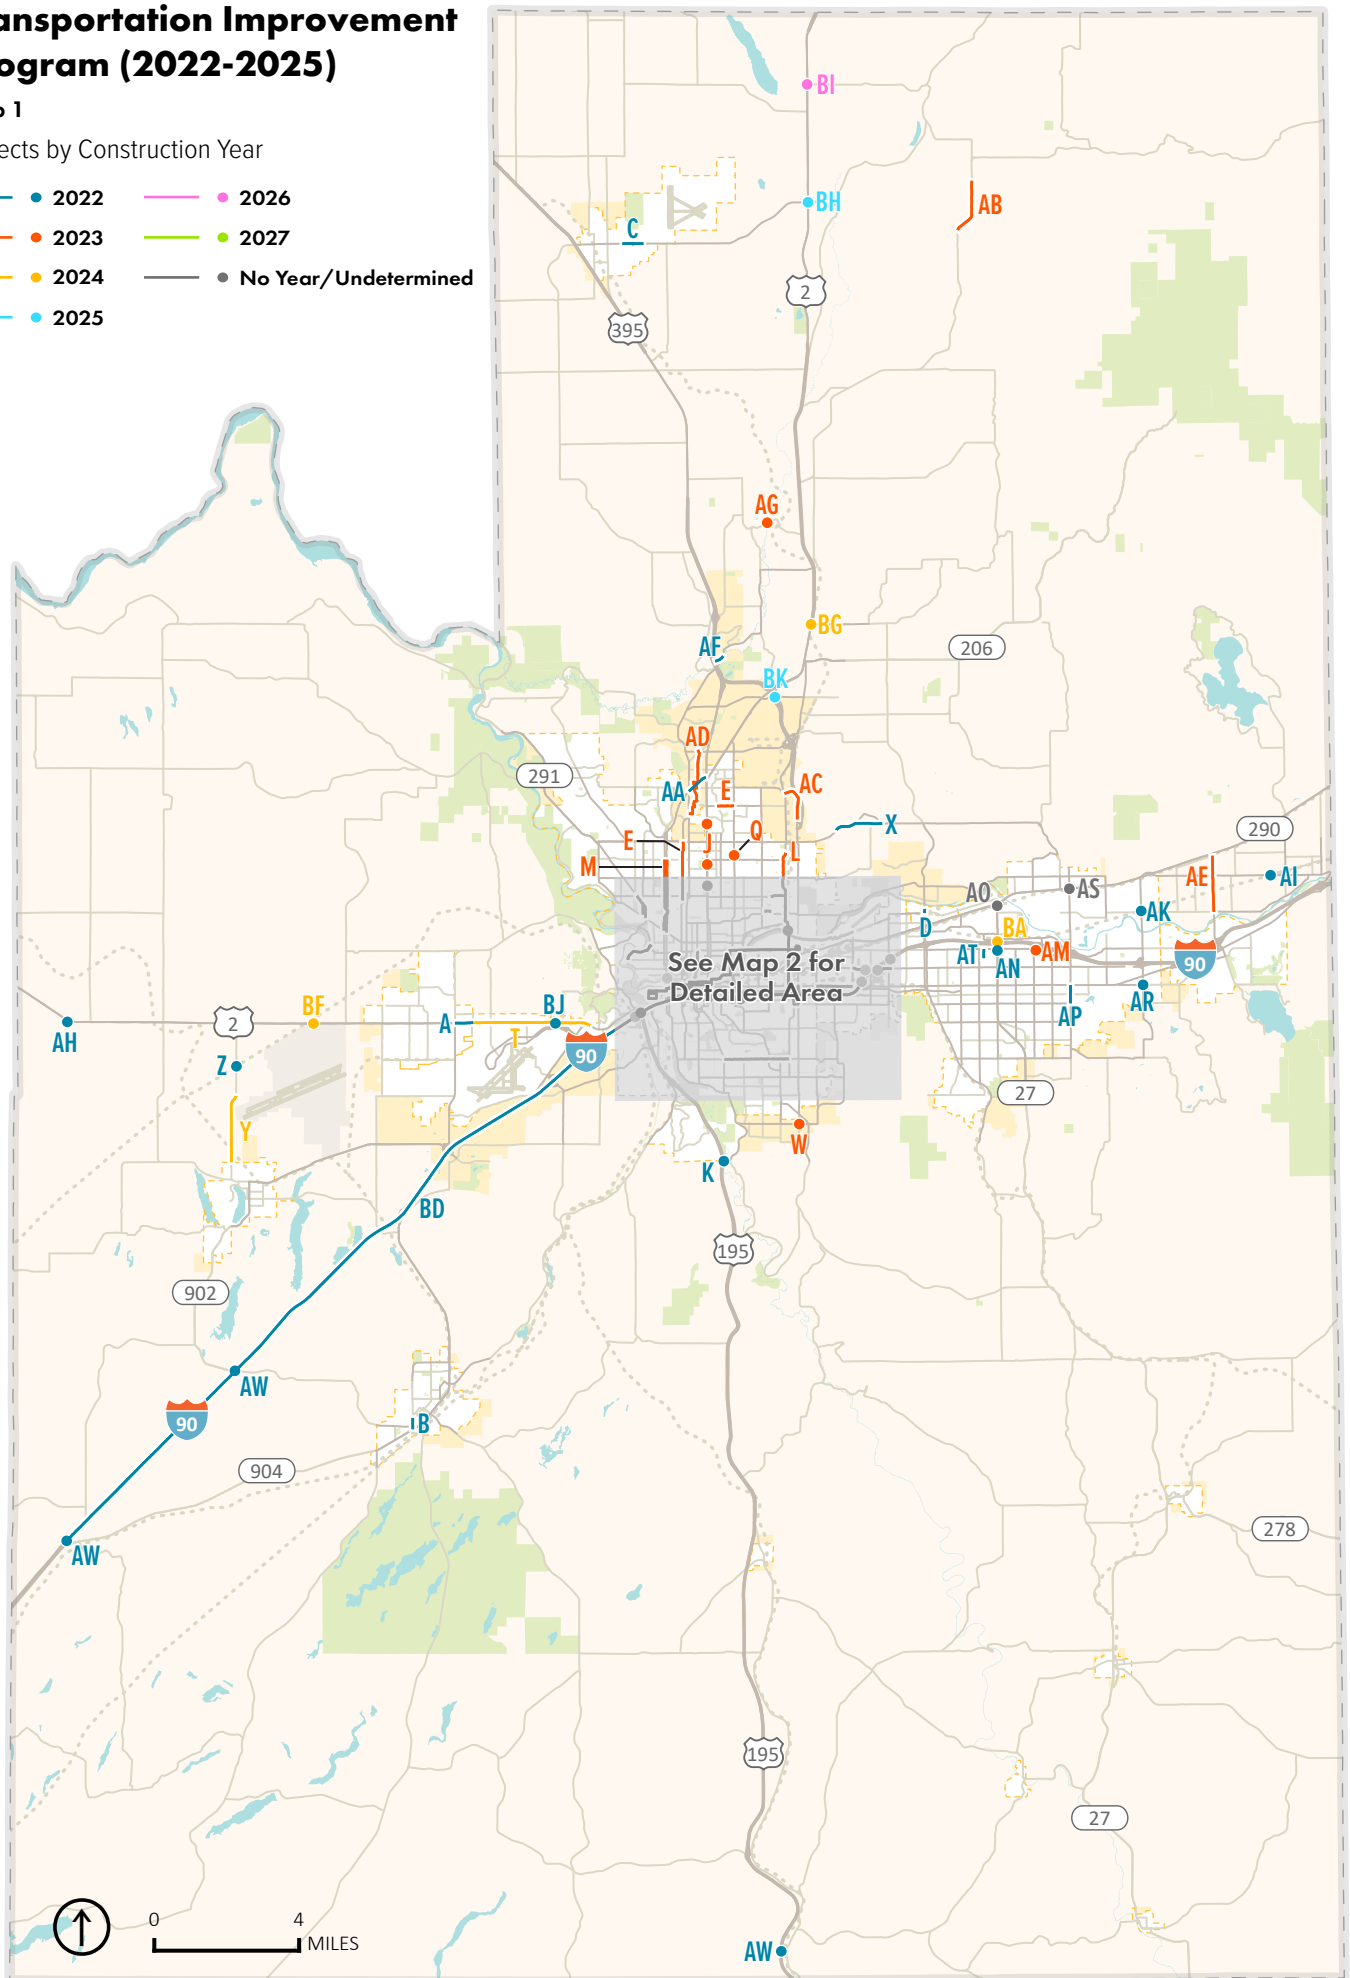 ansportation Improvement
ogram (2022-2025)
p 1
ects by Construction Year
2022
2026
2023
2027
2024
No Year/Undetermined
2025
BI
BH
AB
C
2
395
AG
BG
206
AF
BK
AD
291
AA
E
AC
X
290
E
J
Q
L
M
AE
AI
AO
AS
AK
D
BA
See Map 2 for
Detailed Area
AT
AN
AM
90
BF
BJ
AR
AH
2
A
T
AP
90
Z
27
Y
W
K
BD
195
902
AW
90
B
904
278
AW
195
27
0
4
MILES
AW